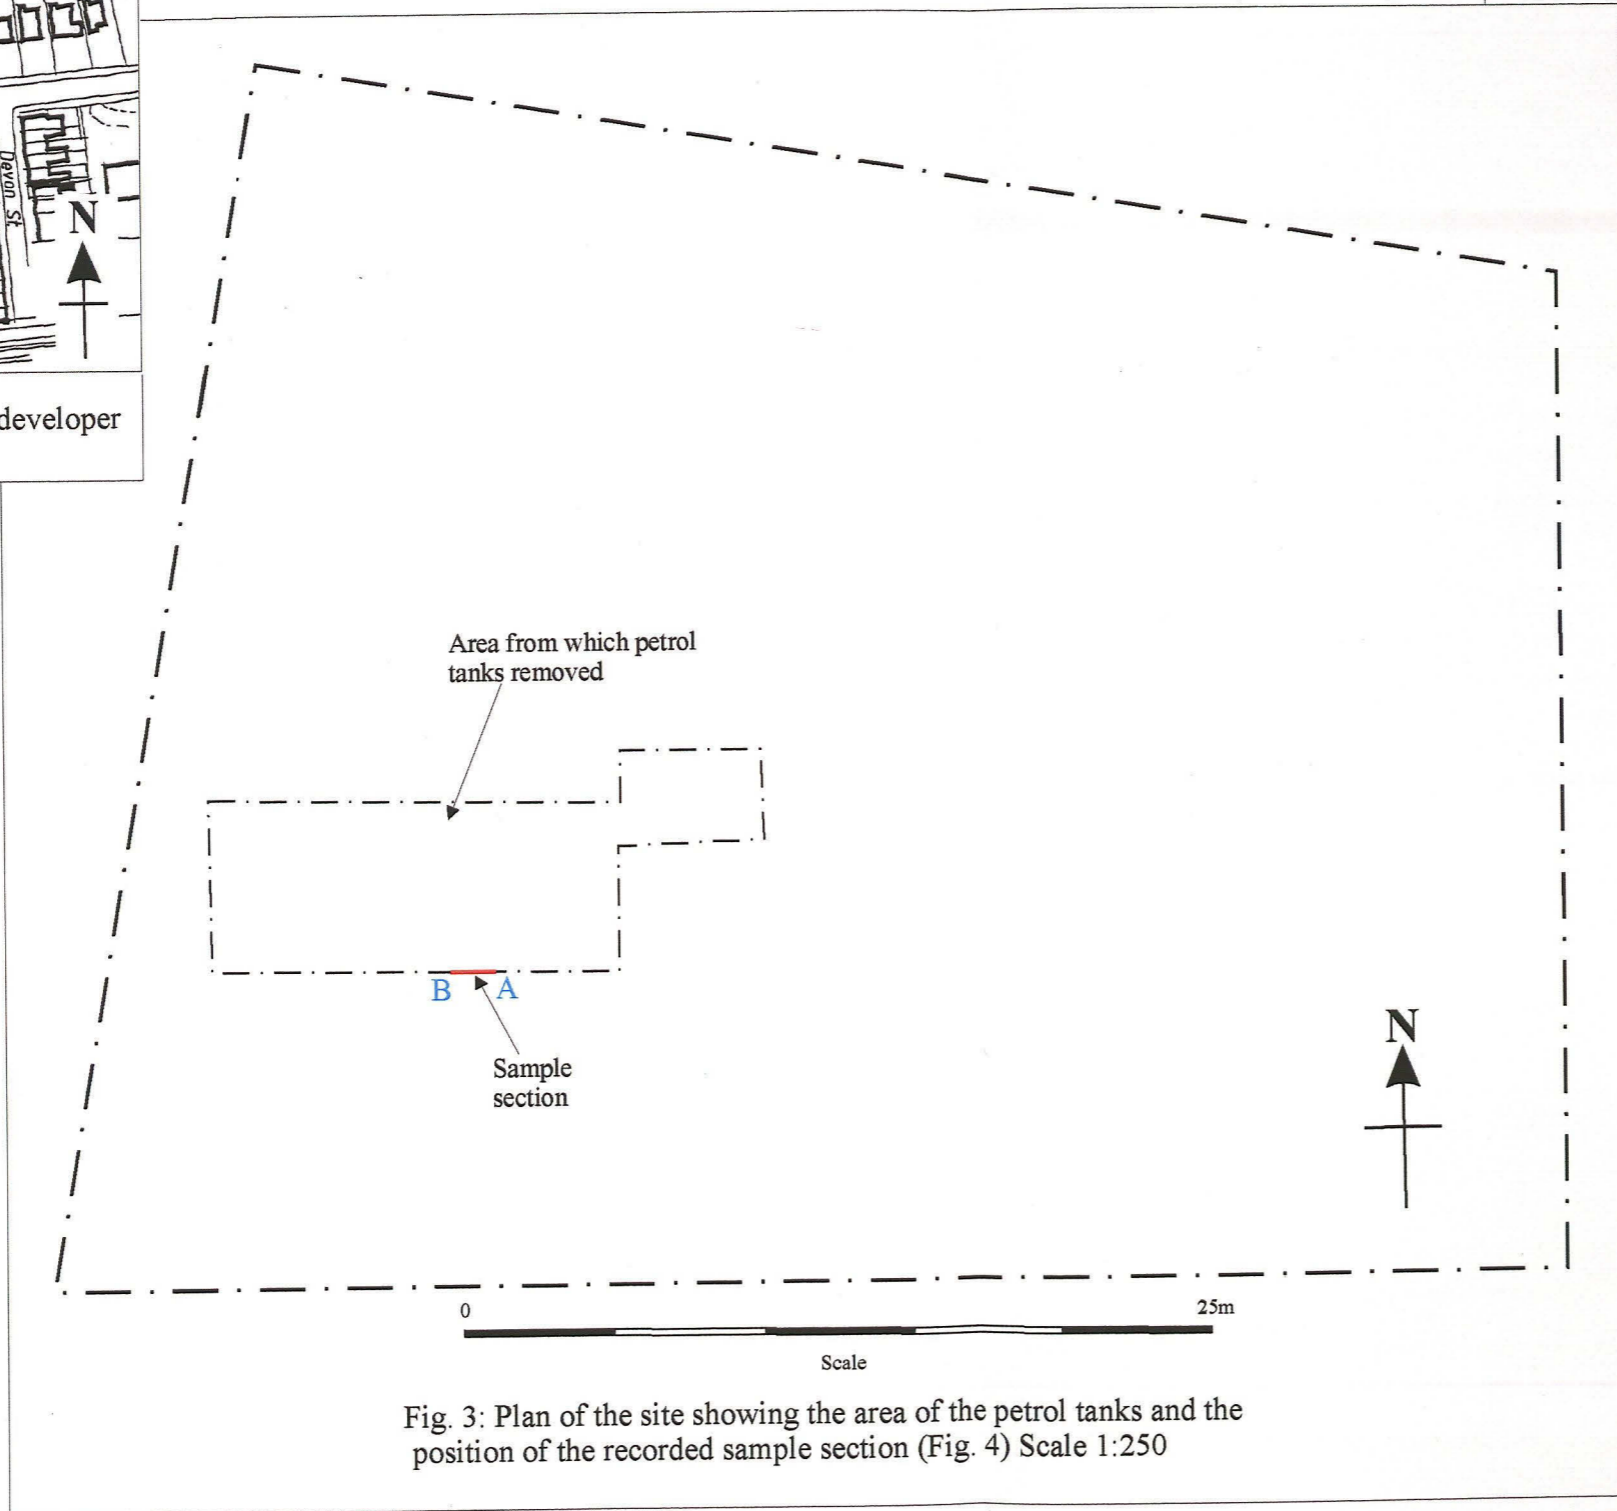 Devon St
N
developer
Area from which petrol
tanks removed
B A
Sample
section
N
0 25m
Scale
Fig. 3: Plan of the site showing the area of the petrol tanks and the
position of the recorded sample section (Fig. 4) Scale 1:250